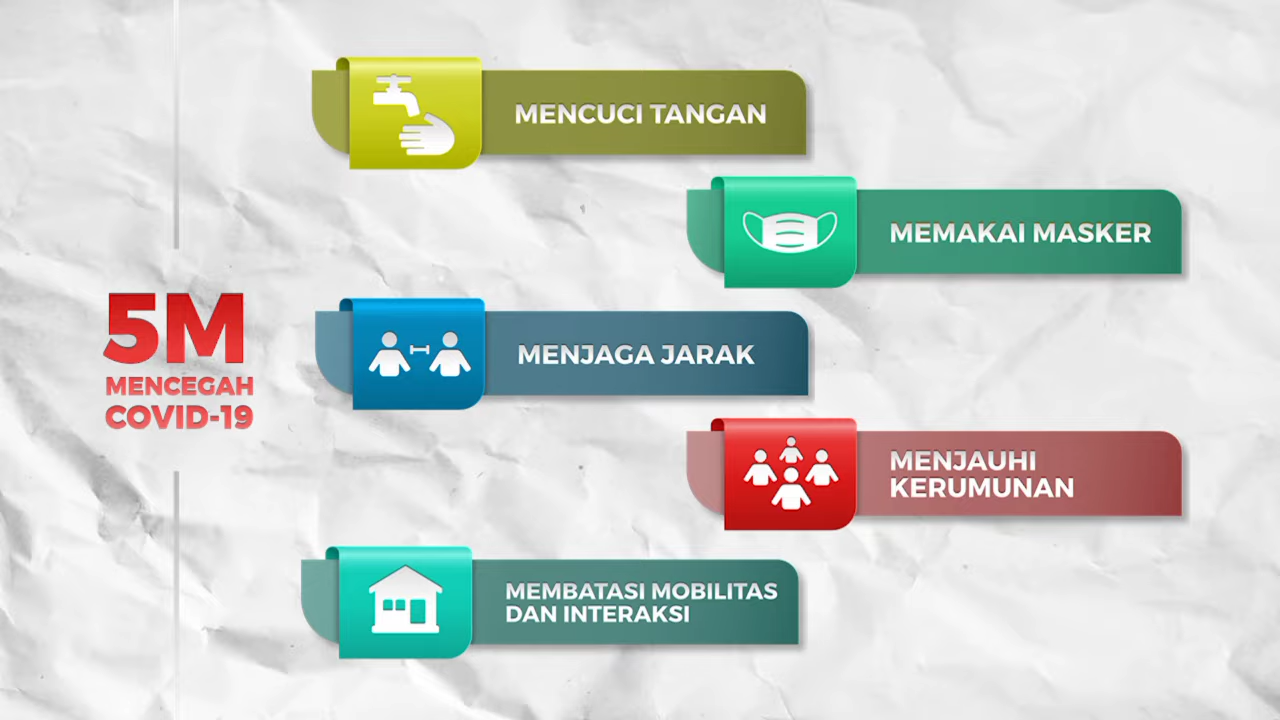 5M
MENCEGAH
COVID-19
MENCUCI TANGAN
MEMAKAI MASKER
MENJAGA JARAK
MENJAUHI
KERUMUNAN
MEMBATASI MOBILITAS
DAN INTERAKSI